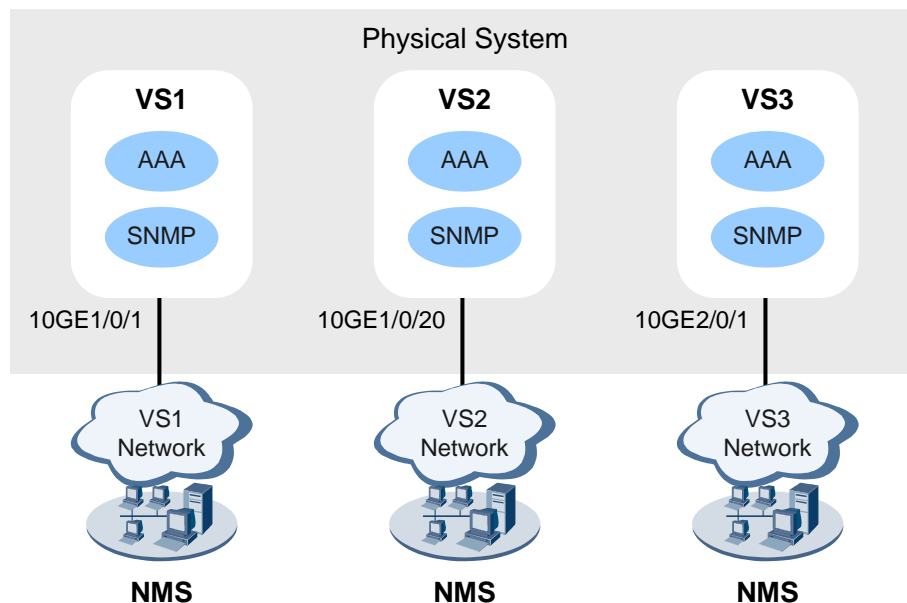 Physical System
VS1
VS2
VS3
AAA
AAA
AAA
SNMP
SNMP
SNMP
10GE1/0/1
10GE1/0/20
10GE2/0/1
VS1
Network
VS2
Network
VS3
Network
NMS
NMS
NMS